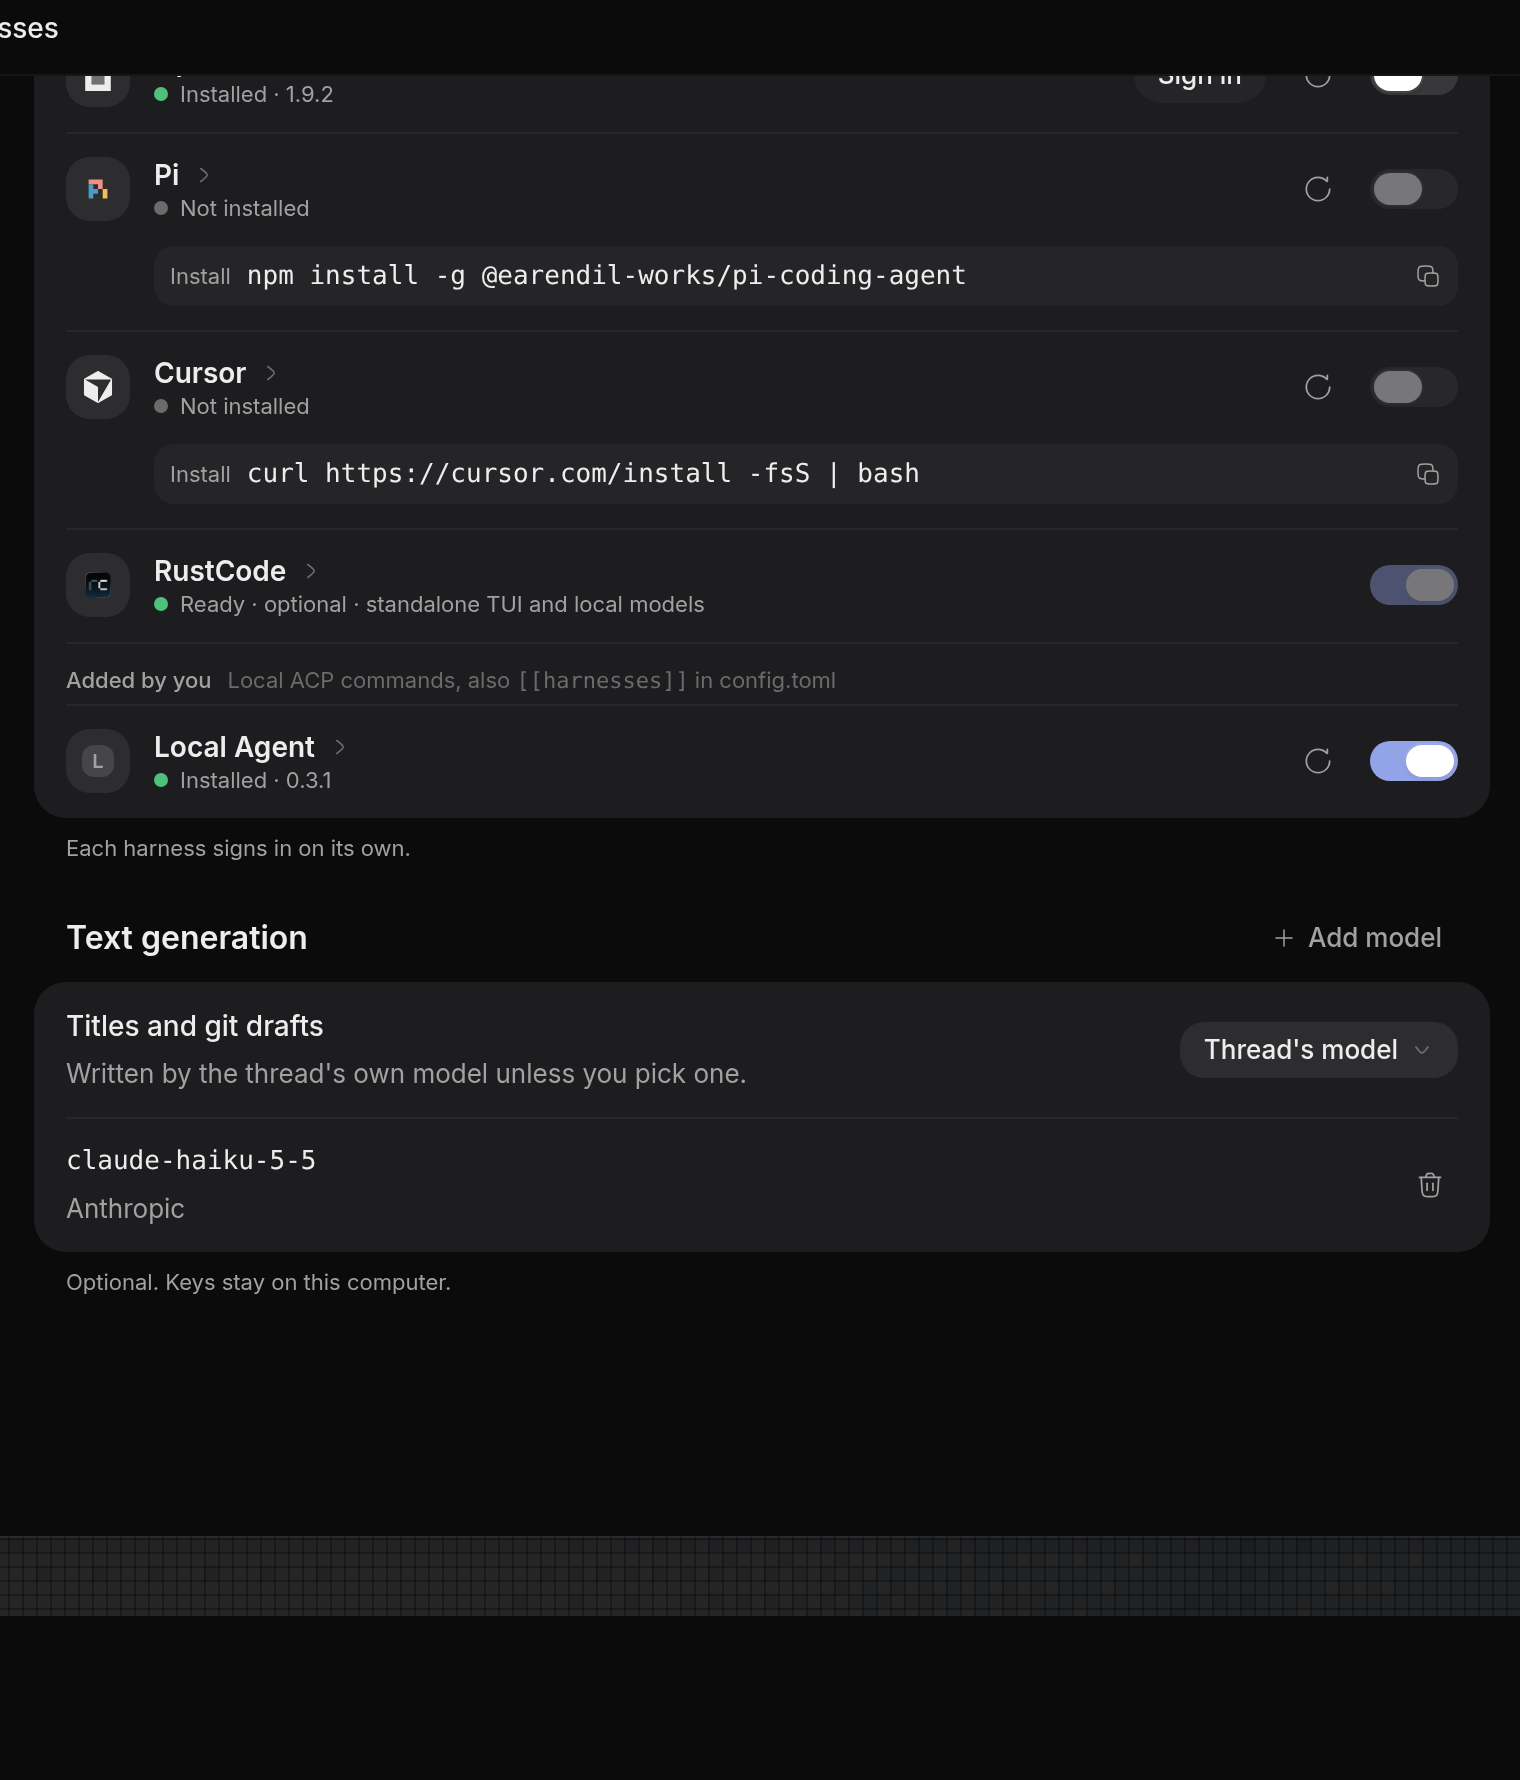 sses
Sign in
Installed · 1.9.2
Pi
Not installed
Install npm install -g @earendil-works/pi-coding-agent
Cursor
Not installed
Install curl https://cursor.com/install -fsS | bash
RustCode
Ready · optional · standalone TUI and local models
Added by you Local ACP commands, also [[harnesses]] in config.toml
L
Local Agent
Installed · 0.3.1
Each harness signs in on its own.
Text generation
Add model
Titles and git drafts
Thread's model
Written by the thread's own model unless you pick one.
claude-haiku-5-5
Anthropic
Optional. Keys stay on this computer.